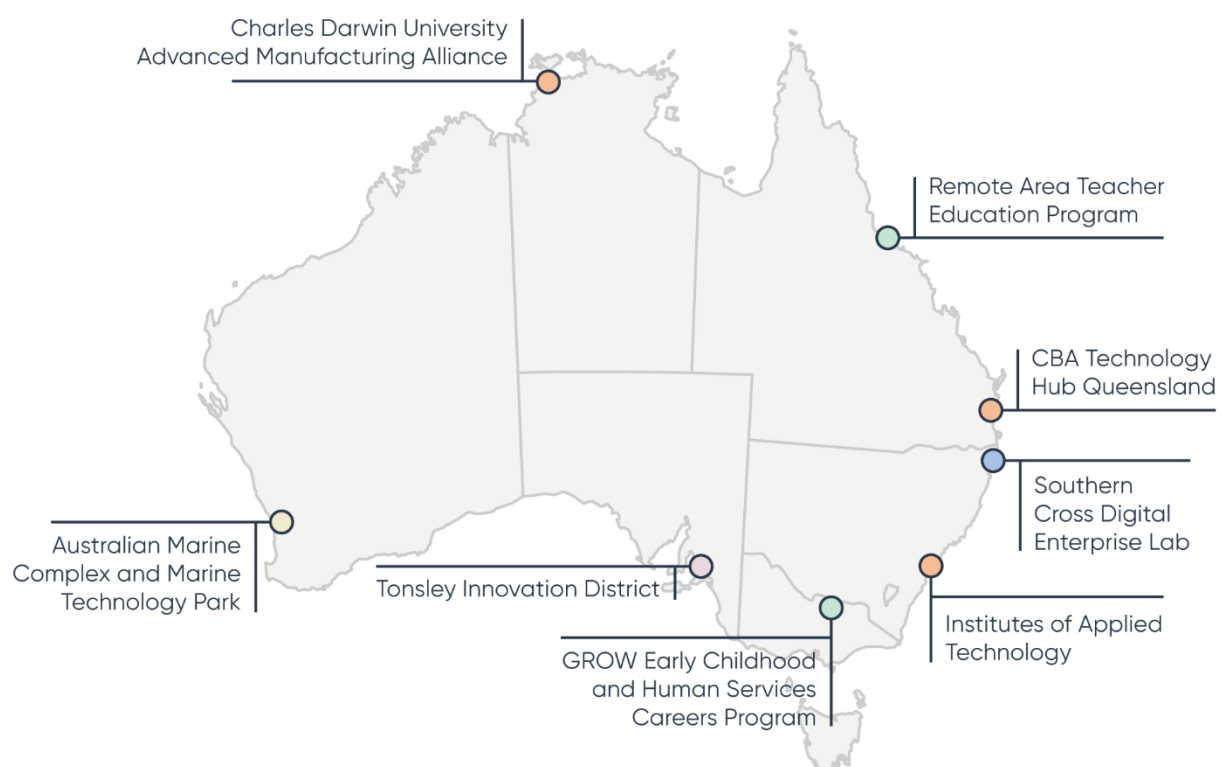 Charles Darwin University
Advanced Manufacturing Alliance
Remote Area Teacher
Education Program
CBA Technology
Hub Queensland
Southern
Cross Digital
Enterprise Lab
Australian Marine
Complex and Marine
Technology Park
Tonsley Innovation District
Institutes of Applied
Technology
GROW Early Childhood
and Human Services
Careers Program